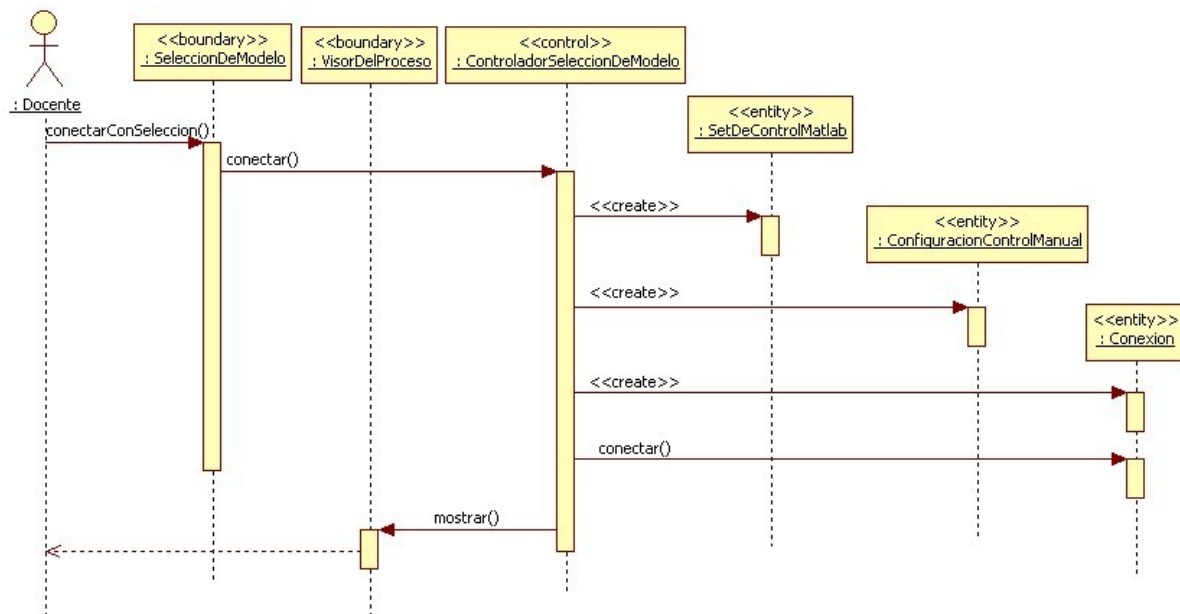 <<boundary>>
: SeleccionDeModelo
<<boundary>>
: VisorDelProceso
<<control>>
: ControladorSeleccionDeModelo
: Docente
<<entity>>
: SetDeControlMatlab
conectarConSeleccion()
conectar()
<<create>>
<<entity>>
: ConfiguracionControlManual
<<create>>
<<entity>>
: Conexion
<<create>>
conectar()
mostrar()